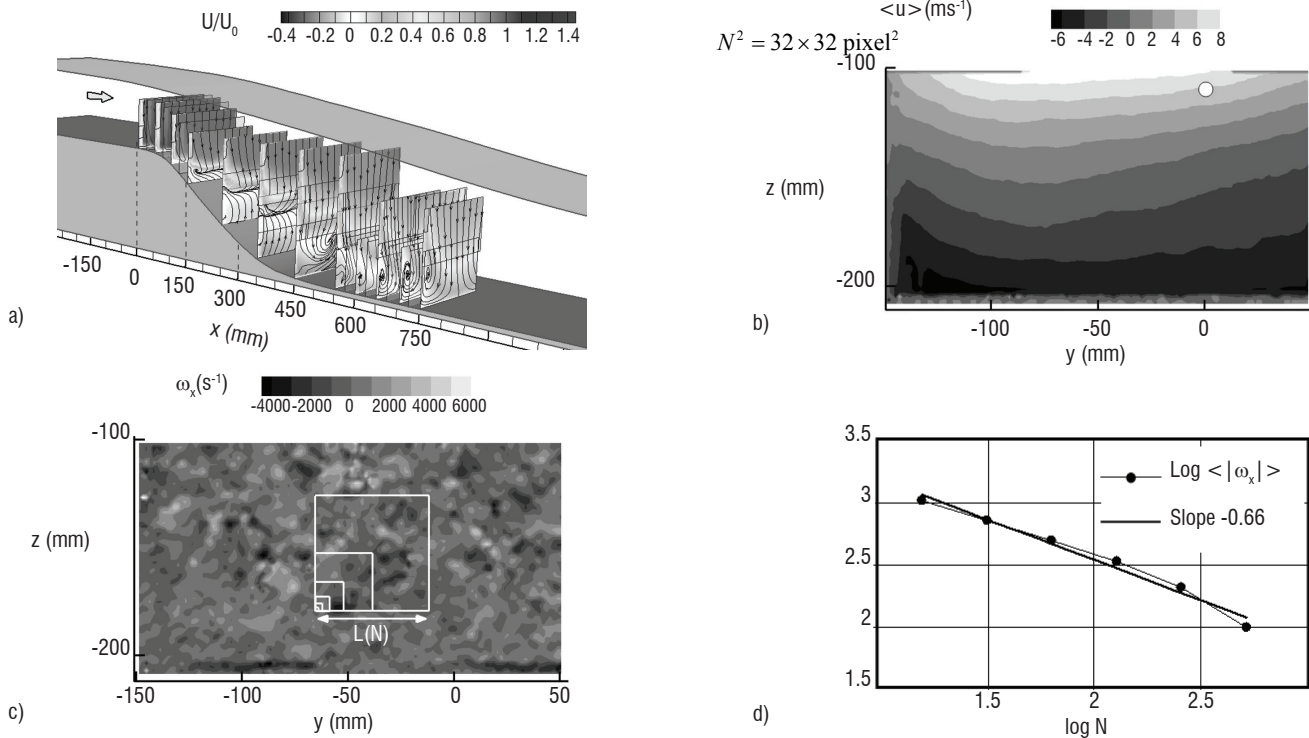 U/U₀
-0.4 -0.2 0 0.2 0.4 0.6 0.8 1 1.2 1.4
-150
0
150
300
450
600
750
x (mm)
a)
<u> (ms⁻¹)
-6 -4 -2 0 2 4 6 8
N² = 32×32 pixel²
-100
z (mm)
-200
-100 -50 0
y (mm)
b)
ωₓ(s⁻¹)
-4000 -2000 0 2000 4000 6000
-100
z (mm)
-200
L(N)
-150 -100 -50 0 50
y (mm)
c)
3.5
3
2.5
2
1.5
Log <|ωₓ|>
Slope -0.66
1.5 2 2.5
log N
d)